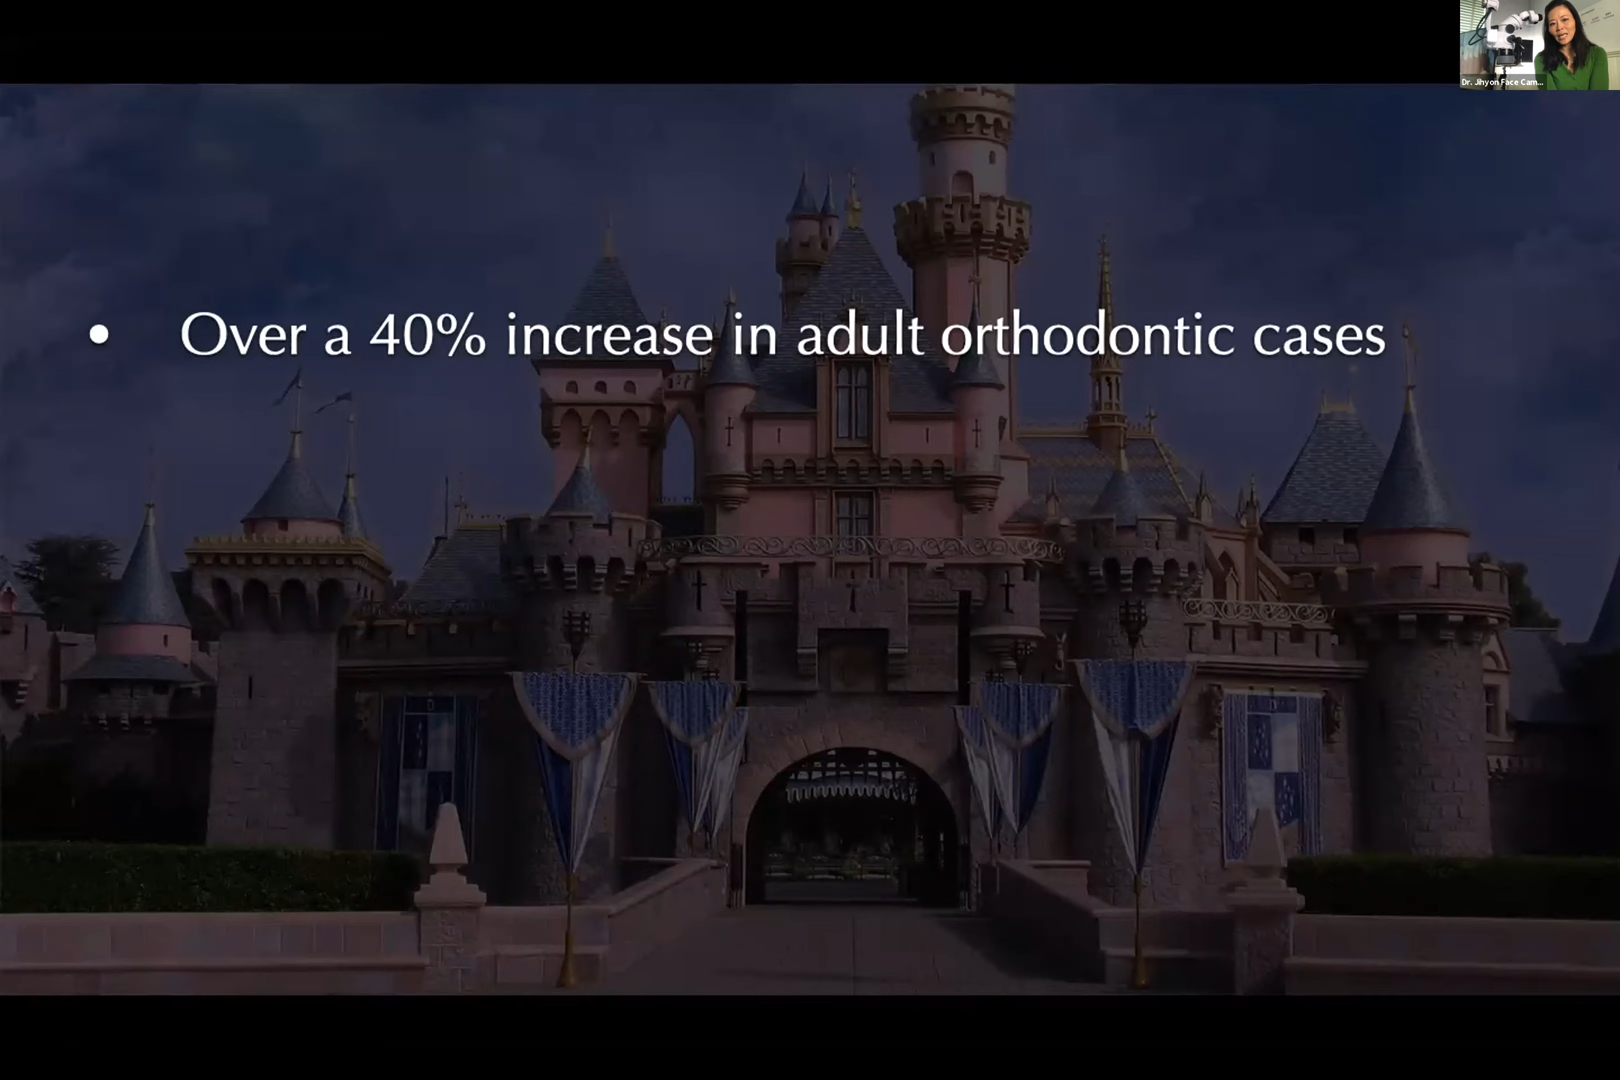 Dr. Jihyon Face Cam...
• Over a 40% increase in adult orthodontic cases